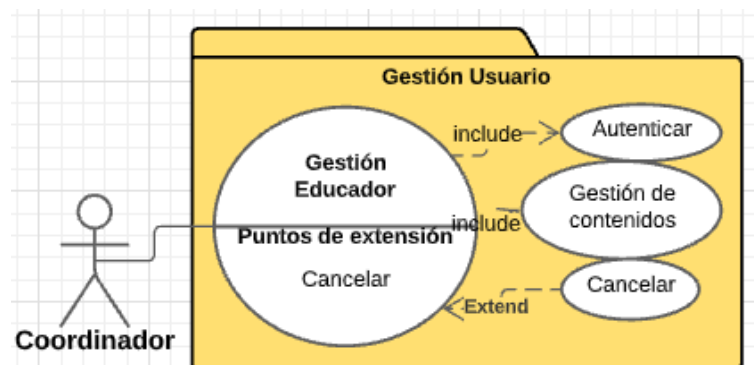 Gestión Usuario
include
Autenticar
Gestión
Educador
Gestión de
contenidos
include
Puntos de extensión
Cancelar
Cancelar
Extend
Coordinador